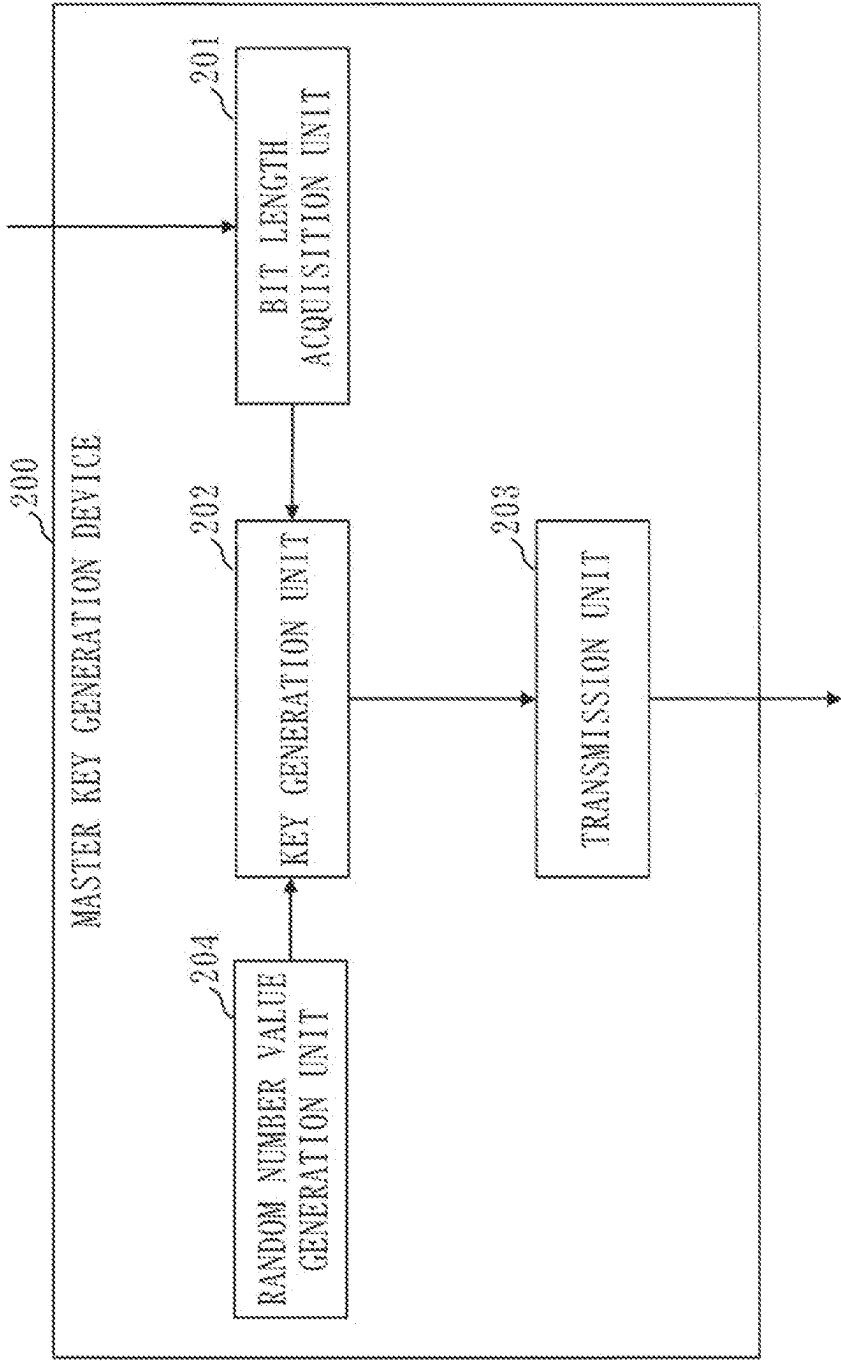 200
MASTER KEY GENERATION DEVICE
204
RANDOM NUMBER VALUE
GENERATION UNIT
202
KEY GENERATION UNIT
201
BIT LENGTH
ACQUISITION UNIT
203
TRANSMISSION UNIT